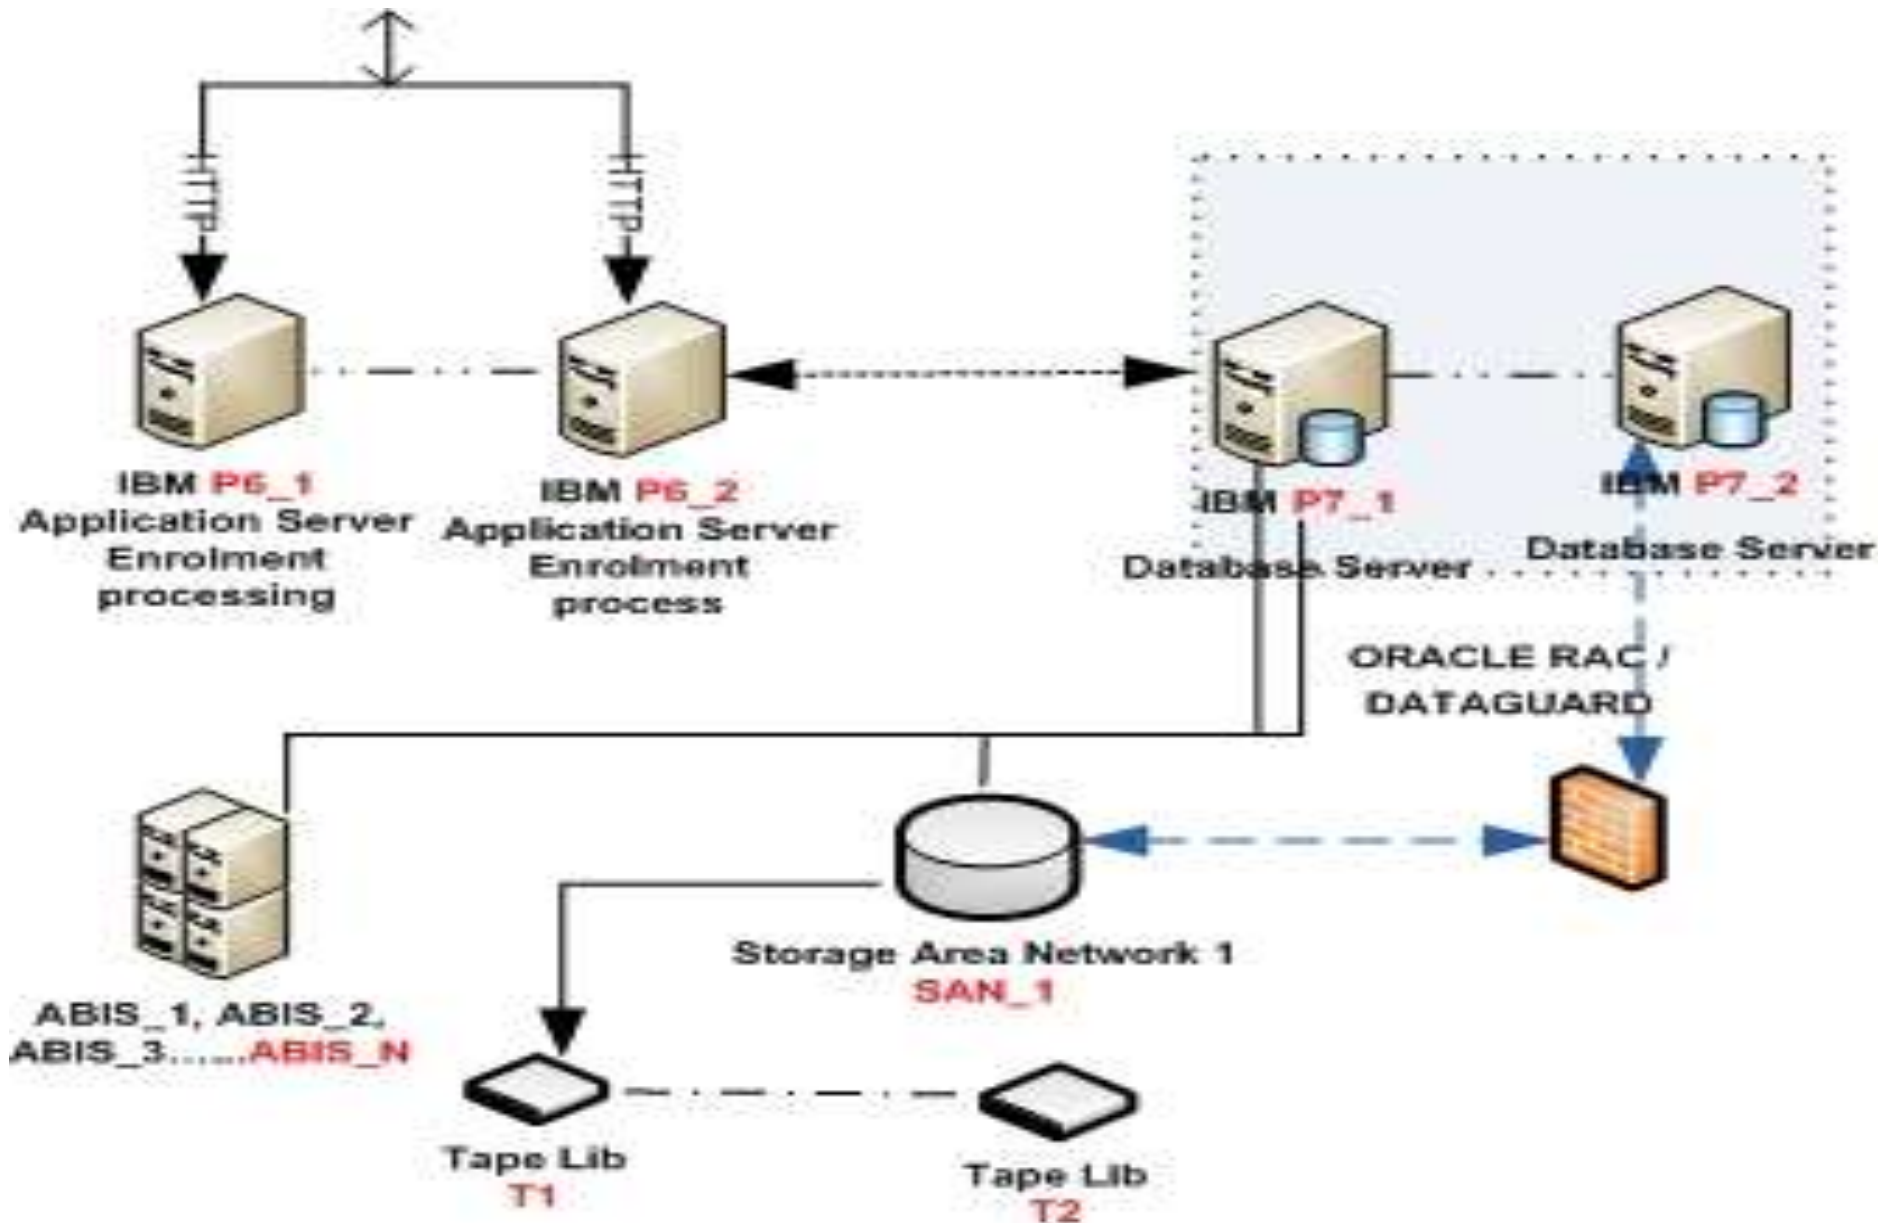 HTTP
HTTP
IBM P6_1
Application Server
Enrolment
processing
IBM P6_2
Application Server
Enrolment
process
IBM P7_1
Database Server
IBM P7_2
Database Server
ORACLE RAC /
DATAGUARD
ABIS_1, ABIS_2,
ABIS_3......ABIS_N
Storage Area Network 1
SAN_1
Tape Lib
T1
Tape Lib
T2